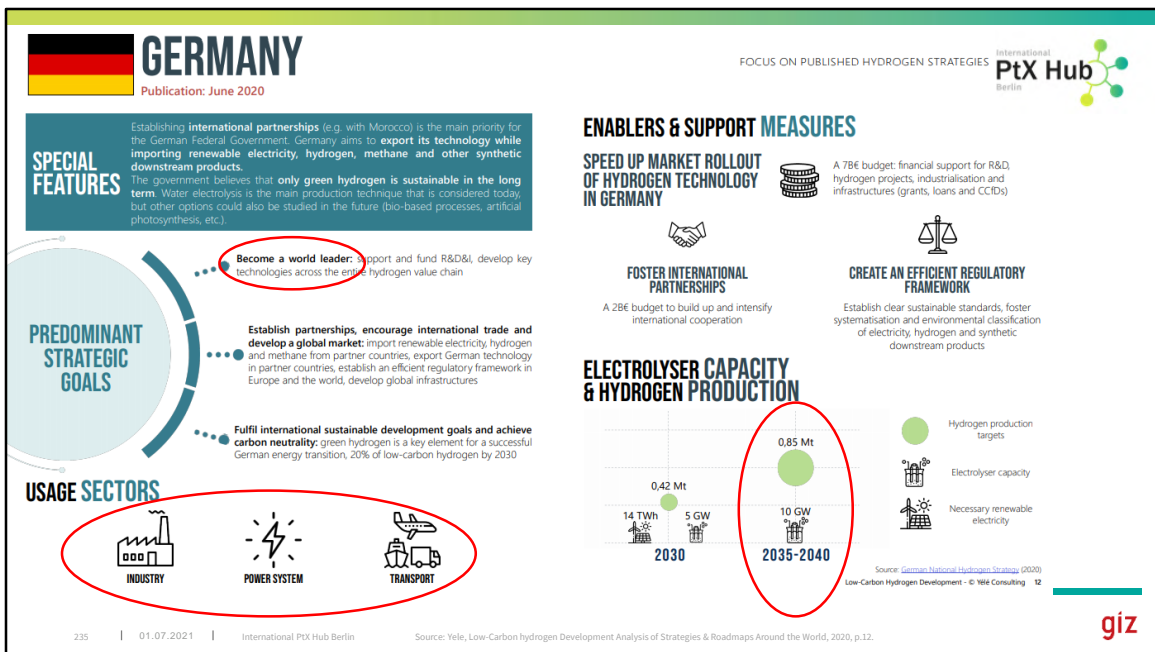 GERMANY
Publication: June 2020
FOCUS ON PUBLISHED HYDROGEN STRATEGIES
International
PtX Hub
Berlin
SPECIAL
FEATURES
Establishing international partnerships (e.g. with Morocco) is the main priority for
the German Federal Government. Germany aims to export its technology while
importing renewable electricity, hydrogen, methane and other synthetic
downstream products.
The government believes that only green hydrogen is sustainable in the long
term. Water electrolysis is the main production technique that is considered today,
but other options could also be studied in the future (bio-based processes, artificial
photosynthesis, etc.).
PREDOMINANT
STRATEGIC
GOALS
Become a world leader: support and fund R&D&I, develop key
technologies across the entire hydrogen value chain
Establish partnerships, encourage international trade and
develop a global market: import renewable electricity, hydrogen
and methane from partner countries, export German technology
in partner countries, establish an efficient regulatory framework in
Europe and the world, develop global infrastructures
Fulfil international sustainable development goals and achieve
carbon neutrality: green hydrogen is a key element for a successful
German energy transition, 20% of low-carbon hydrogen by 2030
USAGE SECTORS
INDUSTRY
POWER SYSTEM
TRANSPORT
ENABLERS & SUPPORT MEASURES
SPEED UP MARKET ROLLOUT
OF HYDROGEN TECHNOLOGY
IN GERMANY
A 7B€ budget: financial support for R&D,
hydrogen projects, industrialisation and
infrastructures (grants, loans and CCfDs)
FOSTER INTERNATIONAL
PARTNERSHIPS
A 2B€ budget to build up and intensify
international cooperation
CREATE AN EFFICIENT REGULATORY
FRAMEWORK
Establish clear sustainable standards, foster
systematisation and environmental classification
of electricity, hydrogen and synthetic
downstream products
ELECTROLYSER CAPACITY
& HYDROGEN PRODUCTION
0,85 Mt
0,42 Mt
14 TWh
5 GW
10 GW
2030
2035-2040
Hydrogen production
targets
Electrolyser capacity
Necessary renewable
electricity
Source: German National Hydrogen Strategy (2020)
Low-Carbon Hydrogen Development - © Yélé Consulting 12
235 | 01.07.2021 | International PtX Hub Berlin
Source: Yele, Low-Carbon hydrogen Development Analysis of Strategies & Roadmaps Around the World, 2020, p.12.
giz